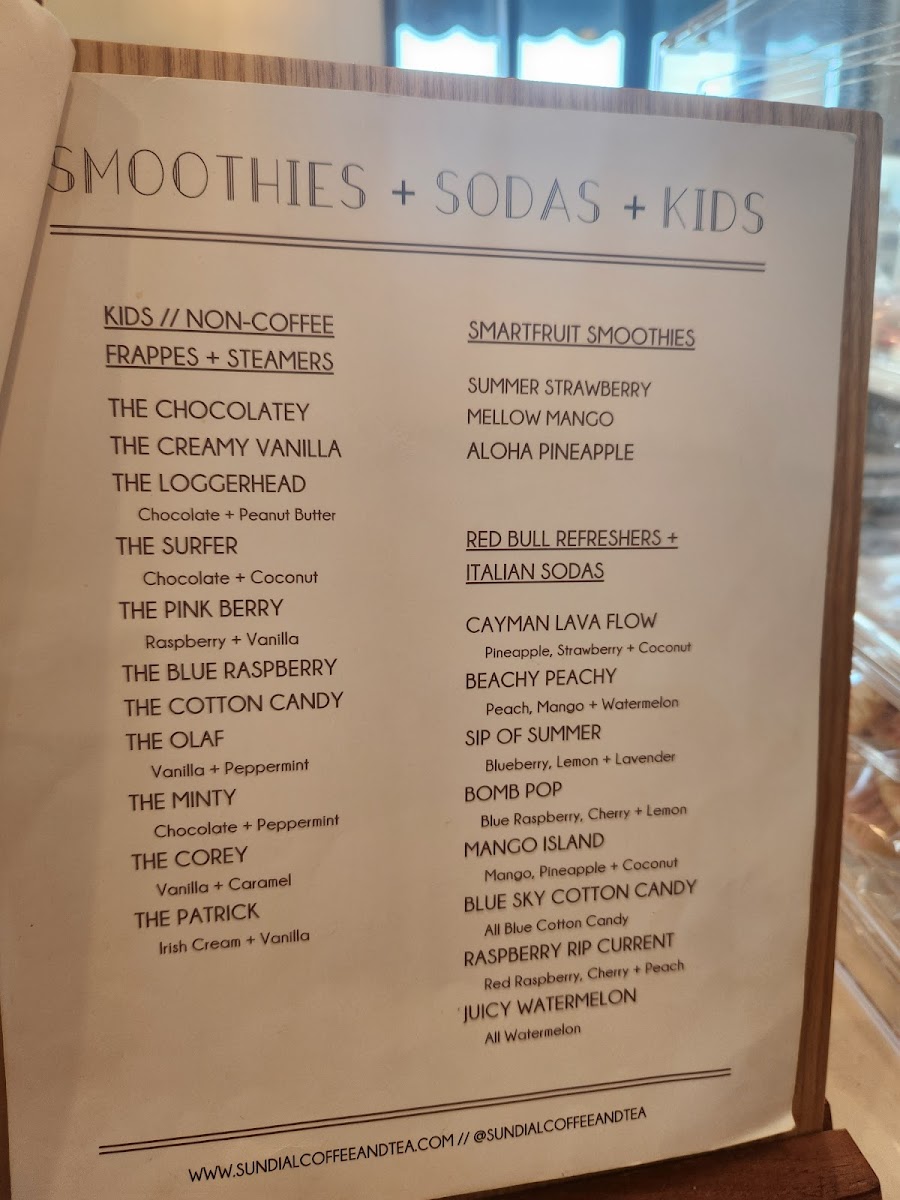 SMOOTHIES + SODAS + KIDS
KIDS // NON-COFFEE
FRAPPES + STEAMERS
THE CHOCOLATEY
THE CREAMY VANILLA
THE LOGGERHEAD
Chocolate + Peanut Butter
THE SURFER
Chocolate + Coconut
THE PINK BERRY
Raspberry + Vanilla
THE BLUE RASPBERRY
THE COTTON CANDY
THE OLAF
Vanilla + Peppermint
THE MINTY
Chocolate + Peppermint
THE COREY
Vanilla + Caramel
THE PATRICK
Irish Cream + Vanilla
SMARTFRUIT SMOOTHIES
SUMMER STRAWBERRY
MELLOW MANGO
ALOHA PINEAPPLE
RED BULL REFRESHERS +
ITALIAN SODAS
CAYMAN LAVA FLOW
Pineapple, Strawberry + Coconut
BEACHY PEACHY
Peach, Mango + Watermelon
SIP OF SUMMER
Blueberry, Lemon + Lavender
BOMB POP
Blue Raspberry, Cherry + Lemon
MANGO ISLAND
Mango, Pineapple + Coconut
BLUE SKY COTTON CANDY
All Blue Cotton Candy
RASPBERRY RIP CURRENT
Red Raspberry, Cherry + Peach
JUICY WATERMELON
All Watermelon
WWW.SUNDIALCOFFEEANDTEA.COM // @SUNDIALCOFFEEANDTEA